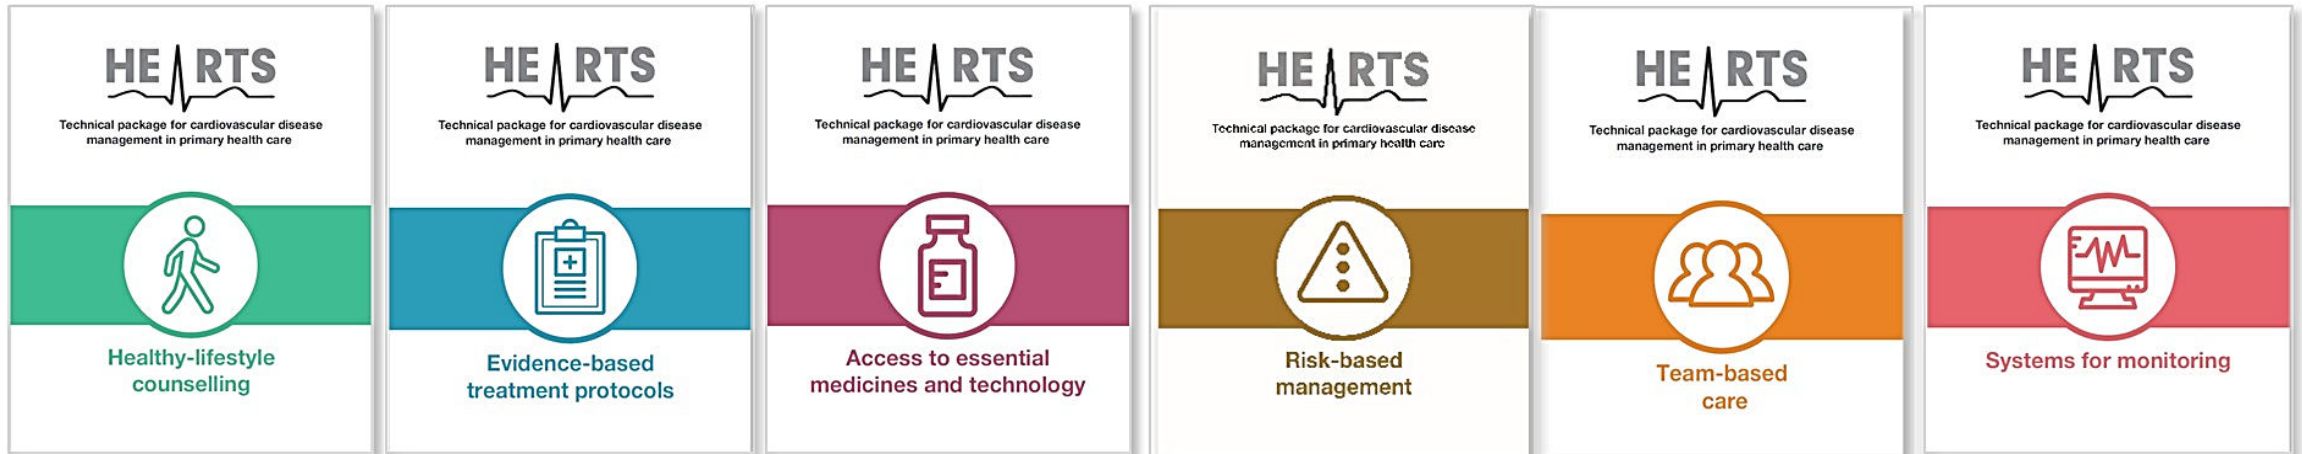 HE RTS
Technical package for cardiovascular disease
management in primary health care
Healthy-lifestyle
counselling
HE RTS
Technical package for cardiovascular disease
management in primary health care
Evidence-based
treatment protocols
HE RTS
Technical package for cardiovascular disease
management in primary health care
Access to essential
medicines and technology
HE RTS
Technical package for cardiovascular disease
management in primary health care
Risk-based
management
HE RTS
Technical package for cardiovascular disease
management in primary health care
Team-based
care
HE RTS
Technical package for cardiovascular disease
management in primary health care
Systems for monitoring